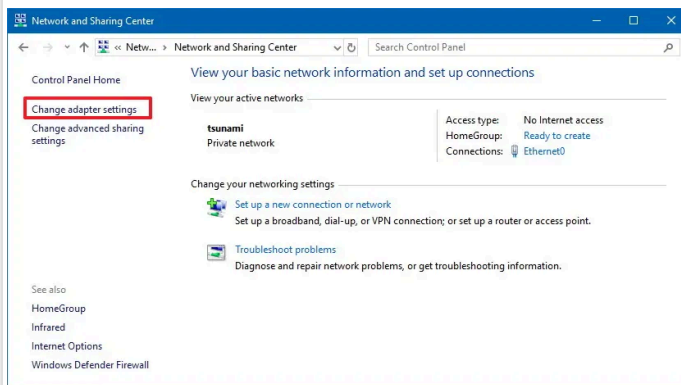 Network and Sharing Center
« Netw... › Network and Sharing Center
Search Control Panel
Control Panel Home
Change adapter settings
Change advanced sharing
settings
See also
HomeGroup
Infrared
Internet Options
Windows Defender Firewall
View your basic network information and set up connections
View your active networks
tsunami
Private network
Access type: No Internet access
HomeGroup: Ready to create
Connections: Ethernet0
Change your networking settings
Set up a new connection or network
Set up a broadband, dial-up, or VPN connection; or set up a router or access point.
Troubleshoot problems
Diagnose and repair network problems, or get troubleshooting information.